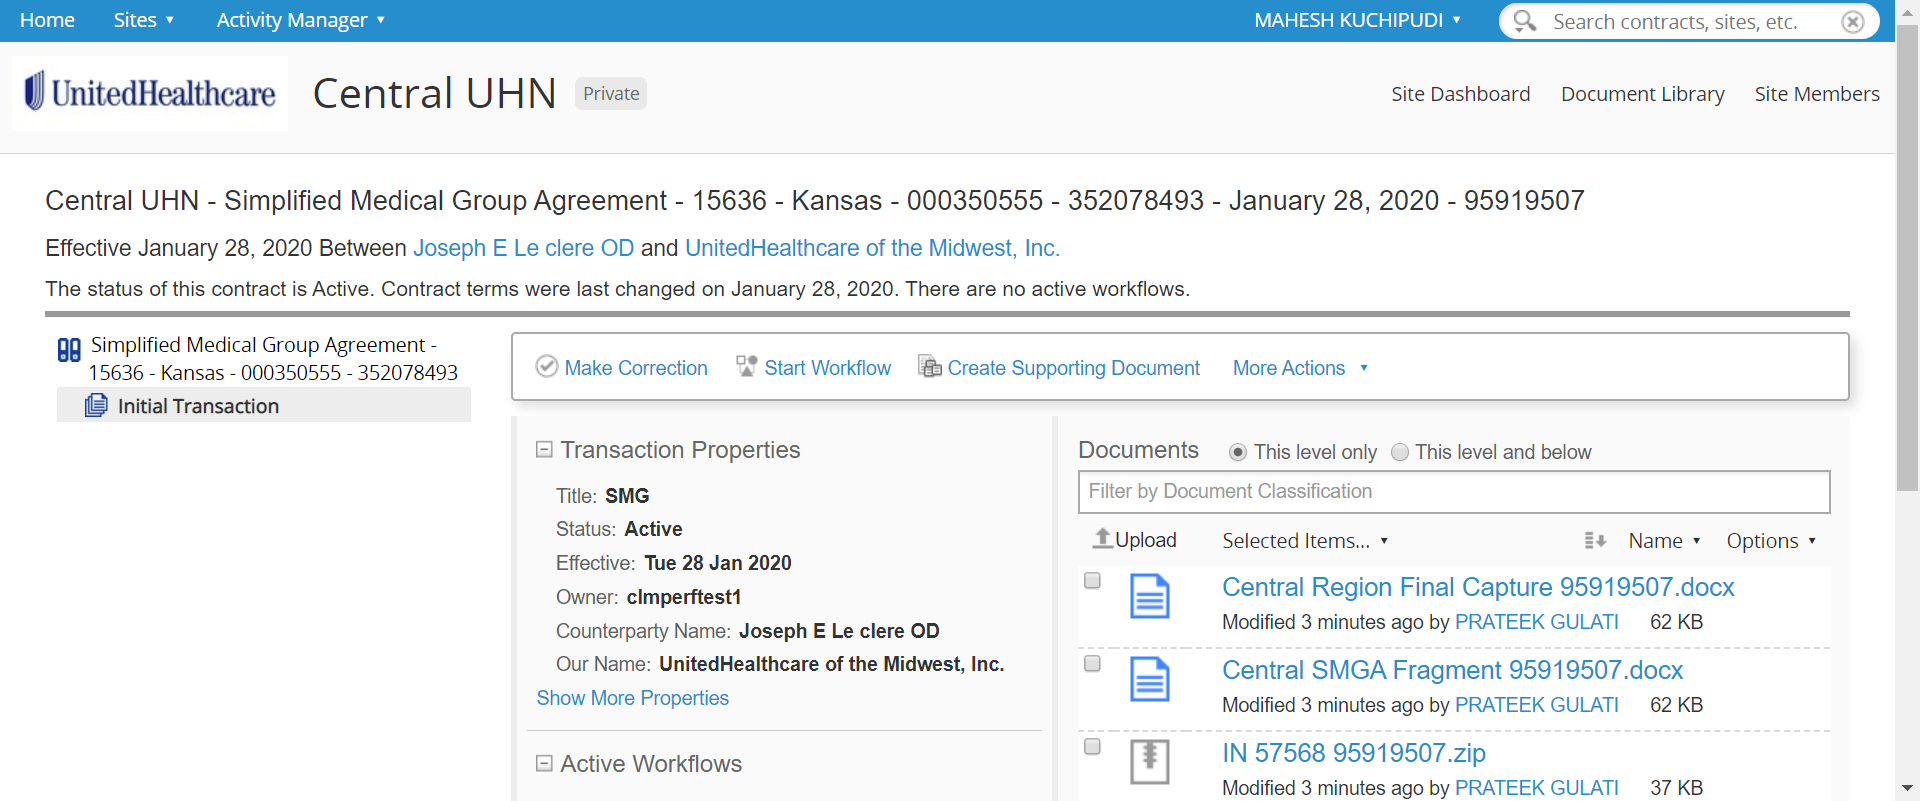 Home Sites Activity Manager MAHESH KUCHIPUDI Search contracts, sites, etc.
UnitedHealthcare Central UHN Private Site Dashboard Document Library Site Members
Central UHN - Simplified Medical Group Agreement - 15636 - Kansas - 000350555 - 352078493 - January 28, 2020 - 95919507
Effective January 28, 2020 Between Joseph E Le clere OD and UnitedHealthcare of the Midwest, Inc.
The status of this contract is Active. Contract terms were last changed on January 28, 2020. There are no active workflows.
Simplified Medical Group Agreement -
15636 - Kansas - 000350555 - 352078493
Initial Transaction
Make Correction Start Workflow Create Supporting Document More Actions
Transaction Properties
Title: SMG
Status: Active
Effective: Tue 28 Jan 2020
Owner: clmperftest1
Counterparty Name: Joseph E Le clere OD
Our Name: UnitedHealthcare of the Midwest, Inc.
Show More Properties
Active Workflows
Documents This level only This level and below
Filter by Document Classification
Upload Selected Items... Name Options
Central Region Final Capture 95919507.docx
Modified 3 minutes ago by PRATEEK GULATI 62 KB
Central SMGA Fragment 95919507.docx
Modified 3 minutes ago by PRATEEK GULATI 62 KB
IN 57568 95919507.zip
Modified 3 minutes ago by PRATEEK GULATI 37 KB